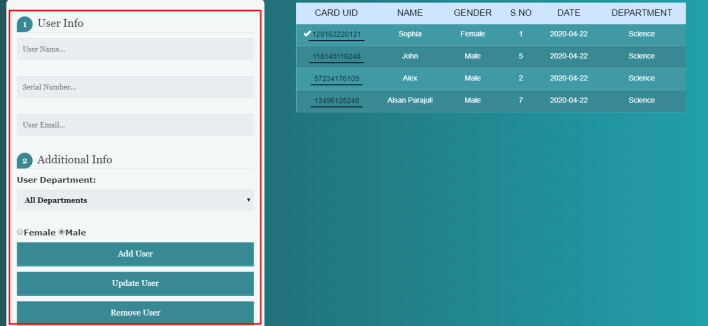 1 User Info
User Name...
Serial Number...
User Email...
2 Additional Info
User Department:
All Departments
Female Male
Add User
Update User
Remove User
CARD UID NAME GENDER S.NO DATE DEPARTMENT
129163220121 Sophia Female 1 2020-04-22 Science
116145116248 John Male 5 2020-04-22 Science
57234176109 Alex Male 2 2020-04-22 Science
13496128248 Alsan Parajuli Male 7 2020-04-22 Science